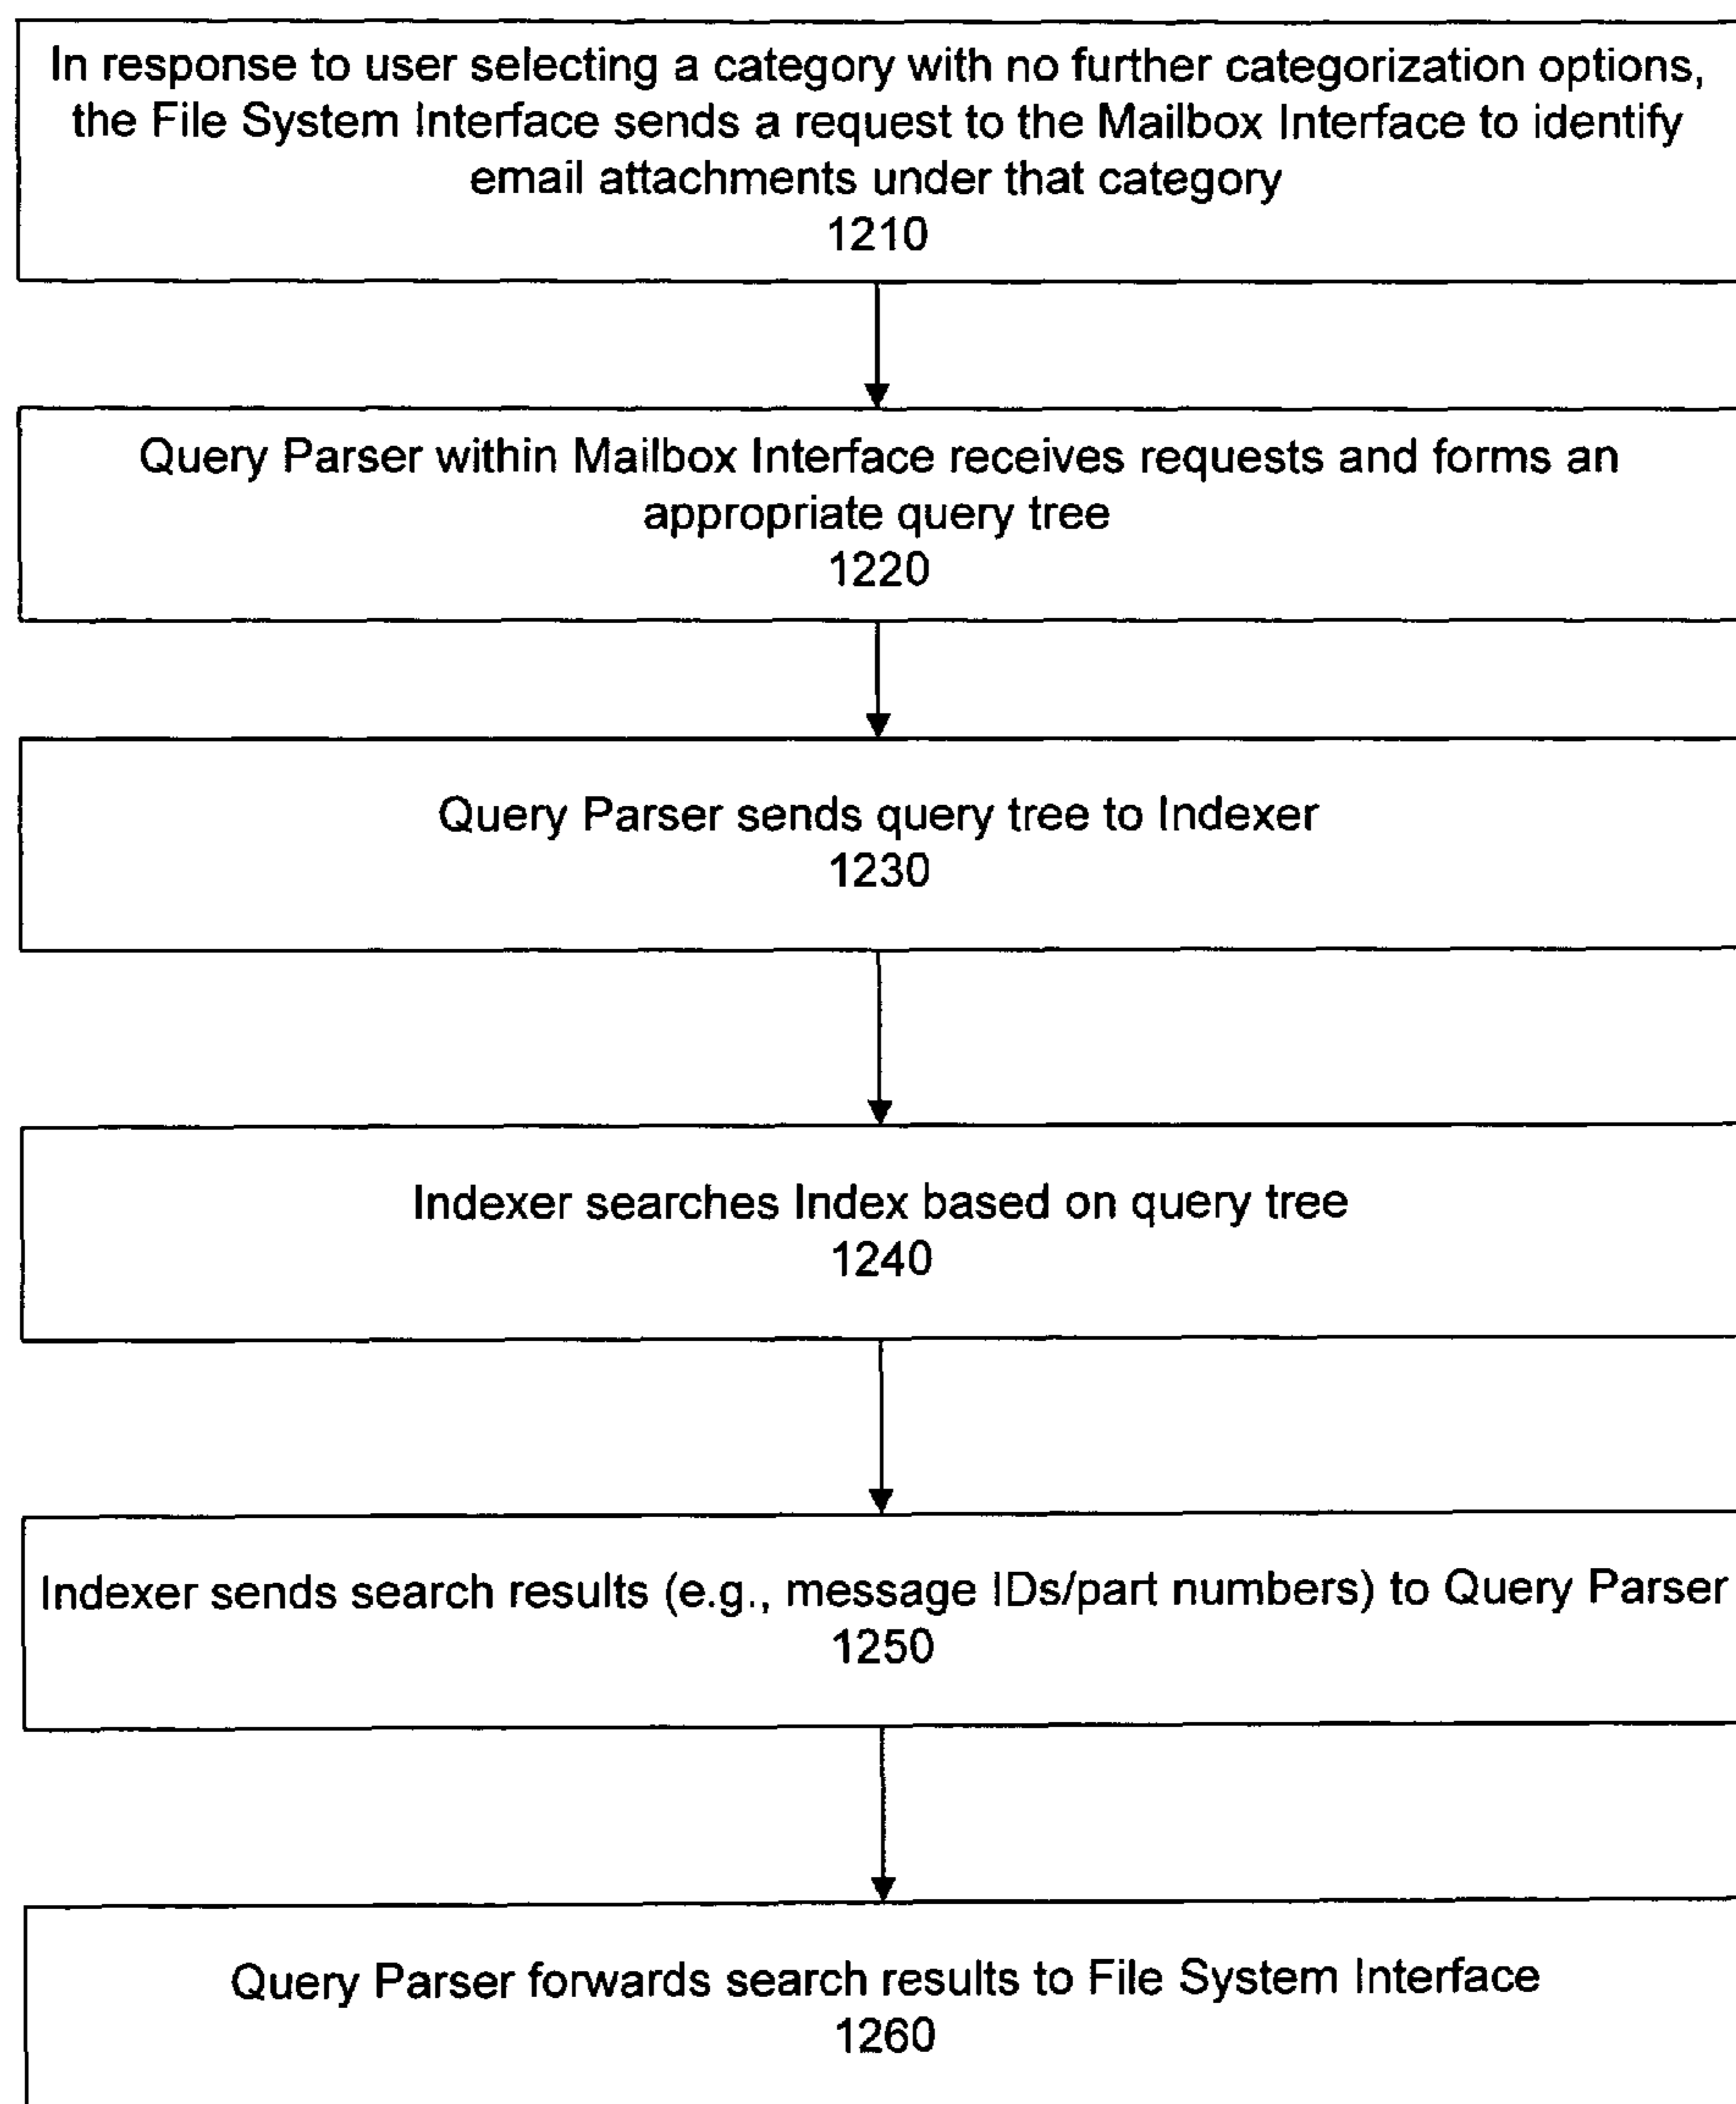 In response to user selecting a category with no further categorization options,
the File System Interface sends a request to the Mailbox Interface to identify
email attachments under that category
1210
Query Parser within Mailbox Interface receives requests and forms an
appropriate query tree
1220
Query Parser sends query tree to Indexer
1230
Indexer searches Index based on query tree
1240
Indexer sends search results (e.g., message IDs/part numbers) to Query Parser
1250
Query Parser forwards search results to File System Interface
1260